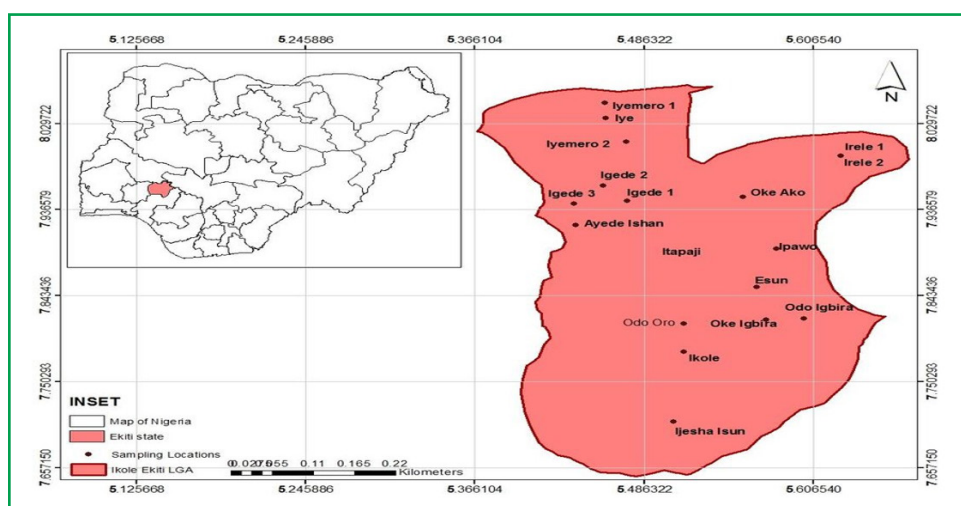 5.125668 5.245886 5.366104 5.486322 5.606540
N
8.029722 8.029722
7.936579 7.936579
7.843436 7.843436
7.750293 7.750293
7.657150 7.657150
Iyemero 1
Iye
Iyemero 2
Irele 1
Irele 2
Igede 2
Igede 3 Igede 1
Oke Ako
Ayede Ishan
Itapaji
Ipawo
Esun
Odo Oro Oke Igbira Odo Igbira
Ikole
Ijesha Isun
INSET
Map of Nigeria
Ekiti state
Sampling Locations
Ikole Ekiti LGA
0.11 0.165 0.22
Kilometers
5.125668 5.245886 5.366104 5.486322 5.606540